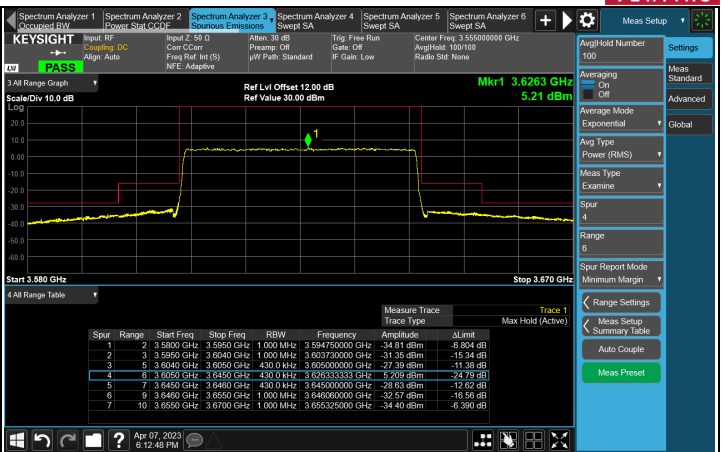 Spectrum Analyzer 1
Occupied BW
Spectrum Analyzer 2
Power Stat CCDF
Spectrum Analyzer 3
Spurious Emissions
Spectrum Analyzer 4
Swept SA
Spectrum Analyzer 5
Swept SA
Spectrum Analyzer 6
Swept SA
Meas Setup
KEYSIGHT
LXI
PASS
Input: RF
Coupling: DC
Align: Auto
Input Z: 50 Ω
Corr CCorr
Freq Ref: Int (S)
NFE: Adaptive
Atten: 30 dB
Preamp: Off
µW Path: Standard
Trig: Free Run
Gate: Off
IF Gain: Low
Center Freq: 3.555000000 GHz
Avg|Hold: 100/100
Radio Std: None
3 All Range Graph
Scale/Div 10.0 dB
Ref Lvl Offset 12.00 dB
Ref Value 30.00 dBm
Mkr1 3.6263 GHz
5.21 dBm
Log
20.0
10.0
0.00
-10.0
-20.0
-30.0
-40.0
-50.0
-60.0
1
Start 3.580 GHz
Stop 3.670 GHz
4 All Range Table
Measure Trace Trace 1
Trace Type Max Hold (Active)
Spur Range Start Freq Stop Freq RBW Frequency Amplitude ΔLimit
1 2 3.5800 GHz 3.5950 GHz 1.000 MHz 3.594750000 GHz -34.81 dBm -6.804 dB
2 3 3.5950 GHz 3.6040 GHz 1.000 MHz 3.603730000 GHz -31.35 dBm -15.34 dB
3 5 3.6040 GHz 3.6050 GHz 430.0 kHz 3.605000000 GHz -27.39 dBm -11.38 dB
4 6 3.6050 GHz 3.6450 GHz 430.0 kHz 3.626333333 GHz 5.209 dBm -24.79 dB
5 7 3.6450 GHz 3.6460 GHz 430.0 kHz 3.645000000 GHz -28.63 dBm -12.62 dB
6 9 3.6460 GHz 3.6550 GHz 1.000 MHz 3.646060000 GHz -32.57 dBm -16.56 dB
7 10 3.6550 GHz 3.6700 GHz 1.000 MHz 3.655325000 GHz -34.40 dBm -6.390 dB
Avg|Hold Number
100
Averaging
On
Off
Average Mode
Exponential
Avg Type
Power (RMS)
Meas Type
Examine
Spur
4
Range
6
Spur Report Mode
Minimum Margin
Range Settings
Meas Setup
Summary Table
Auto Couple
Meas Preset
Settings
Meas
Standard
Advanced
Global
?
Apr 07, 2023
6:12:48 PM